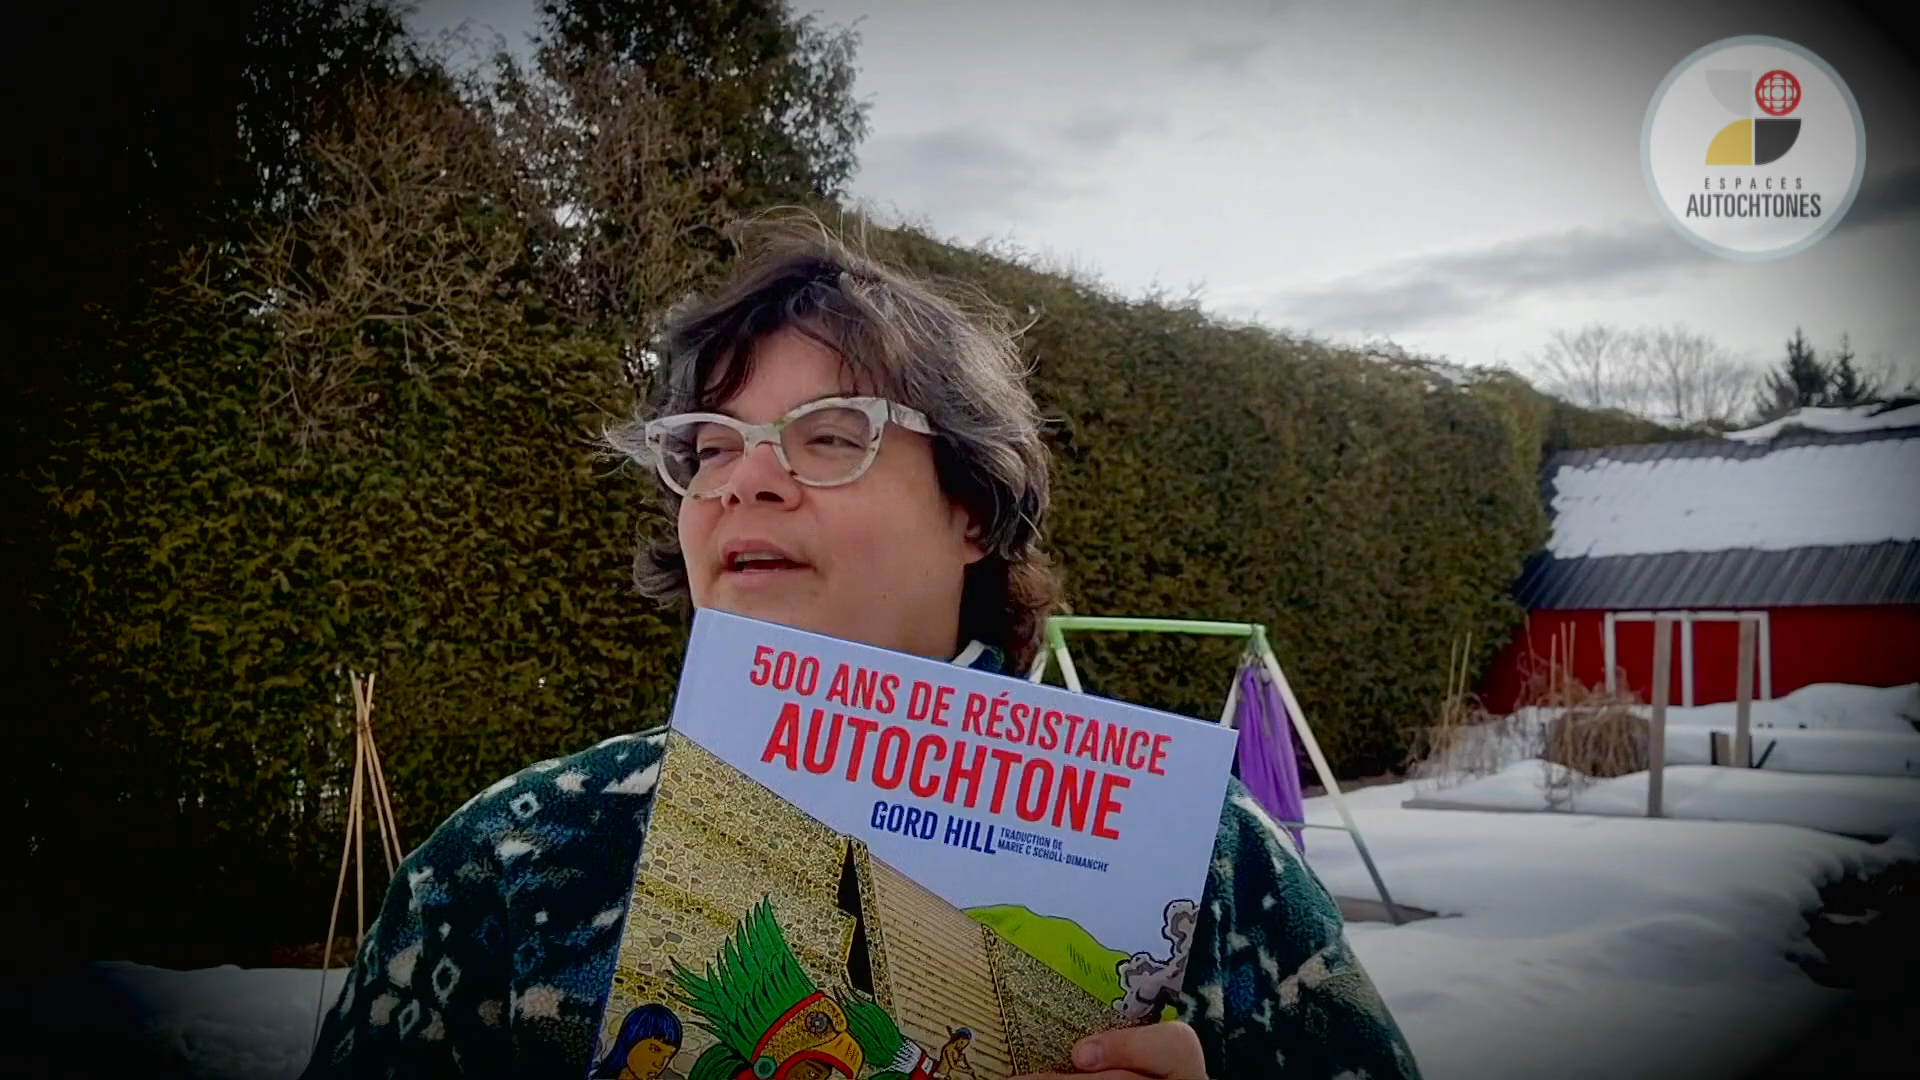 ESPACES
AUTOCHTONES
500 ANS DE RÉSISTANCE
AUTOCHTONE
GORD HILL
TRADUCTION DE
MARIE C SCHOLL-DIMANCHE